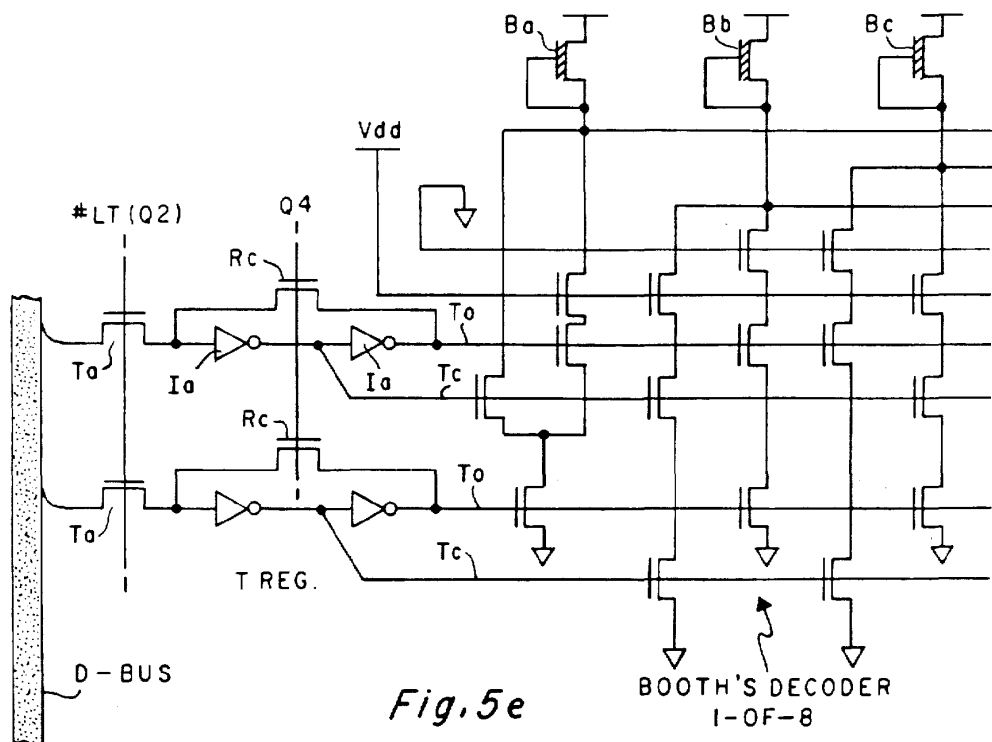 Ba
Bb
Bc
Vdd
#LT(Q2)
Q4
Rc
To
Ta
Ia
Ia
Tc
Rc
To
Ta
Tc
T REG.
D-BUS
BOOTH'S DECODER
1-OF-8
Fig. 5e